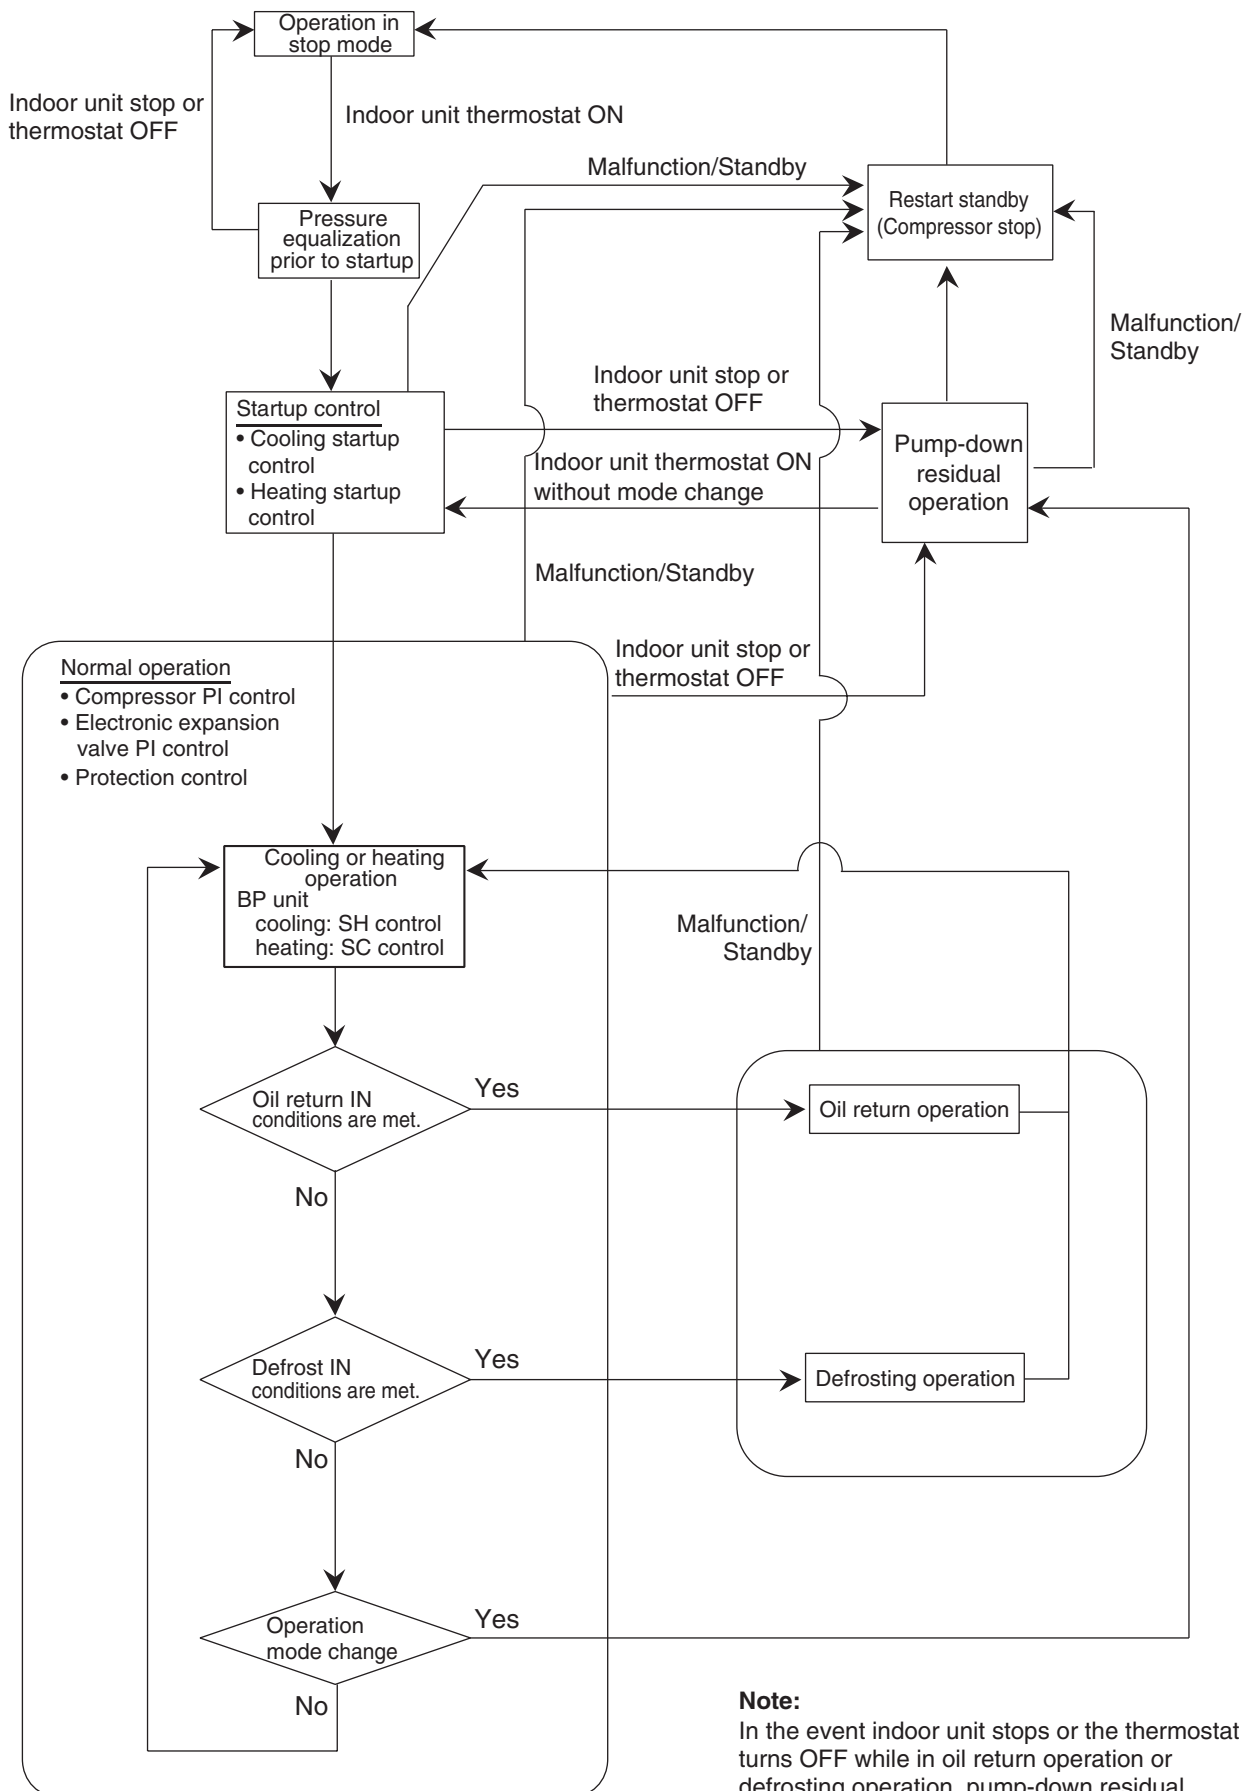 Operation in
stop mode
Indoor unit stop or
thermostat OFF
Indoor unit thermostat ON
Malfunction/Standby
Restart standby
(Compressor stop)
Pressure
equalization
prior to startup
Malfunction/
Standby
Indoor unit stop or
thermostat OFF
Startup control
• Cooling startup
control
• Heating startup
control
Pump-down
residual
operation
Indoor unit thermostat ON
without mode change
Malfunction/Standby
Indoor unit stop or
thermostat OFF
Normal operation
• Compressor PI control
• Electronic expansion
valve PI control
• Protection control
Cooling or heating
operation
BP unit
cooling: SH control
heating: SC control
Malfunction/
Standby
Oil return IN
conditions are met.
Yes
Oil return operation
No
Defrost IN
conditions are met.
Yes
Defrosting operation
No
Operation
mode change
Yes
No
Note:
In the event indoor unit stops or the thermostat
turns OFF while in oil return operation or
defrosting operation, pump-down residual